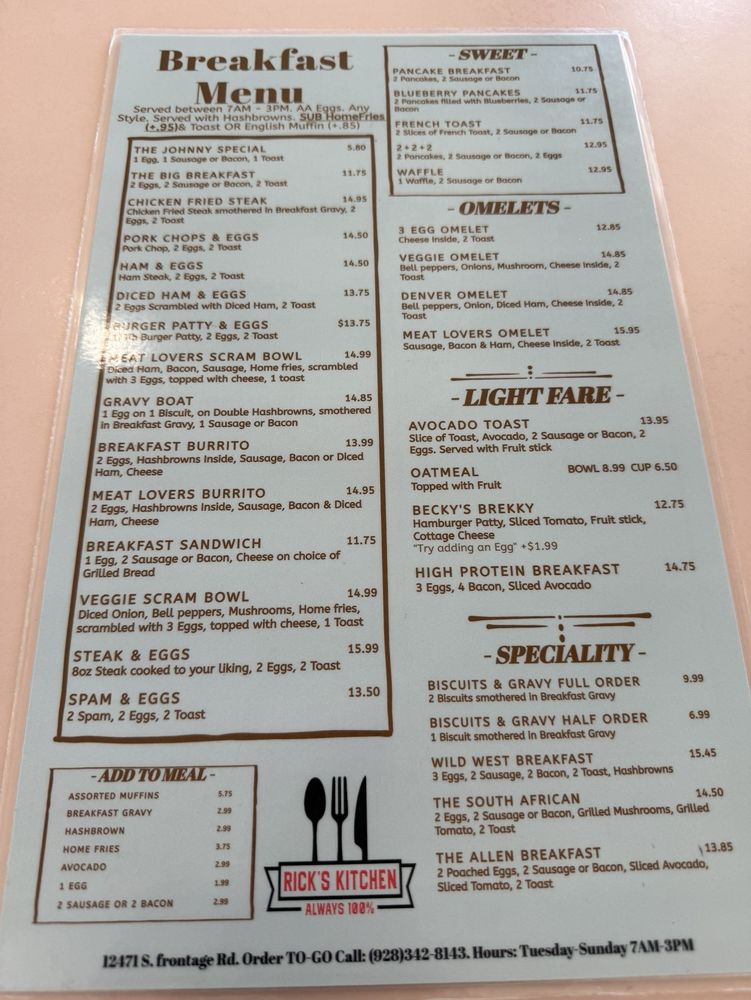 Breakfast
Menu
Served between 7AM - 3PM. AA Eggs. Any
Style. Served with Hashbrowns. SUB HomeFries
(+.95)& Toast OR English Muffin (+.85)
THE JOHNNY SPECIAL 5.80
1 Egg, 1 Sausage or Bacon, 1 Toast
THE BIG BREAKFAST 11.75
2 Eggs, 2 Sausage or Bacon, 2 Toast
CHICKEN FRIED STEAK 14.95
Chicken Fried Steak smothered in Breakfast Gravy, 2
Eggs, 2 Toast
PORK CHOPS & EGGS 14.50
Pork Chop, 2 Eggs, 2 Toast
HAM & EGGS 14.50
Ham Steak, 2 Eggs, 2 Toast
DICED HAM & EGGS 13.75
2 Eggs Scrambled with Diced Ham, 2 Toast
BURGER PATTY & EGGS $13.75
Burger Patty, 2 Eggs, 2 Toast
MEAT LOVERS SCRAM BOWL 14.99
Diced Ham, Bacon, Sausage, Home fries, scrambled
with 3 Eggs, topped with cheese, 1 toast
GRAVY BOAT 14.85
1 Egg on 1 Biscuit, on Double Hashbrowns, smothered
in Breakfast Gravy, 1 Sausage or Bacon
BREAKFAST BURRITO 13.99
2 Eggs, Hashbrowns Inside, Sausage, Bacon or Diced
Ham, Cheese
MEAT LOVERS BURRITO 14.95
2 Eggs, Hashbrowns Inside, Sausage, Bacon & Diced
Ham, Cheese
BREAKFAST SANDWICH 11.75
1 Egg, 2 Sausage or Bacon, Cheese on choice of
Grilled Bread
VEGGIE SCRAM BOWL 14.99
Diced Onion, Bell peppers, Mushrooms, Home fries,
scrambled with 3 Eggs, topped with cheese, 1 Toast
STEAK & EGGS 15.99
8oz Steak cooked to your liking, 2 Eggs, 2 Toast
SPAM & EGGS 13.50
2 Spam, 2 Eggs, 2 Toast
- ADD TO MEAL -
ASSORTED MUFFINS 5.75
BREAKFAST GRAVY 2.99
HASHBROWN 2.99
HOME FRIES 3.75
AVOCADO 2.99
1 EGG 1.99
2 SAUSAGE OR 2 BACON 2.99
RICK'S KITCHEN
ALWAYS 100%
- SWEET -
PANCAKE BREAKFAST 10.75
2 Pancakes, 2 Sausage or Bacon
BLUEBERRY PANCAKES 11.75
2 Pancakes filled with Blueberries, 2 Sausage or
Bacon
FRENCH TOAST 11.75
2 Slices of French Toast, 2 Sausage or Bacon
2+2+2 12.95
2 Pancakes, 2 Sausage or Bacon, 2 Eggs
WAFFLE 12.95
1 Waffle, 2 Sausage or Bacon
- OMELETS -
3 EGG OMELET 12.85
Cheese Inside, 2 Toast
VEGGIE OMELET 14.85
Bell peppers, Onions, Mushroom, Cheese Inside, 2
Toast
DENVER OMELET 14.85
Bell peppers, Onion, Diced Ham, Cheese Inside, 2
Toast
MEAT LOVERS OMELET 15.95
Sausage, Bacon & Ham, Cheese Inside, 2 Toast
- LIGHT FARE -
AVOCADO TOAST 13.95
Slice of Toast, Avocado, 2 Sausage or Bacon, 2
Eggs. Served with Fruit stick
OATMEAL BOWL 8.99 CUP 6.50
Topped with Fruit
BECKY'S BREKKY 12.75
Hamburger Patty, Sliced Tomato, Fruit stick,
Cottage Cheese
"Try adding an Egg" +$1.99
HIGH PROTEIN BREAKFAST 14.75
3 Eggs, 4 Bacon, Sliced Avocado
- SPECIALITY -
BISCUITS & GRAVY FULL ORDER 9.99
2 Biscuits smothered in Breakfast Gravy
BISCUITS & GRAVY HALF ORDER 6.99
1 Biscuit smothered in Breakfast Gravy
WILD WEST BREAKFAST 15.45
3 Eggs, 2 Sausage, 2 Bacon, 2 Toast, Hashbrowns
THE SOUTH AFRICAN 14.50
2 Eggs, 2 Sausage or Bacon, Grilled Mushrooms, Grilled
Tomato, 2 Toast
THE ALLEN BREAKFAST 13.85
2 Poached Eggs, 2 Sausage or Bacon, Sliced Avocado,
Sliced Tomato, 2 Toast
12471 S. frontage Rd. Order TO-GO Call: (928)342-8143. Hours: Tuesday-Sunday 7AM-3PM